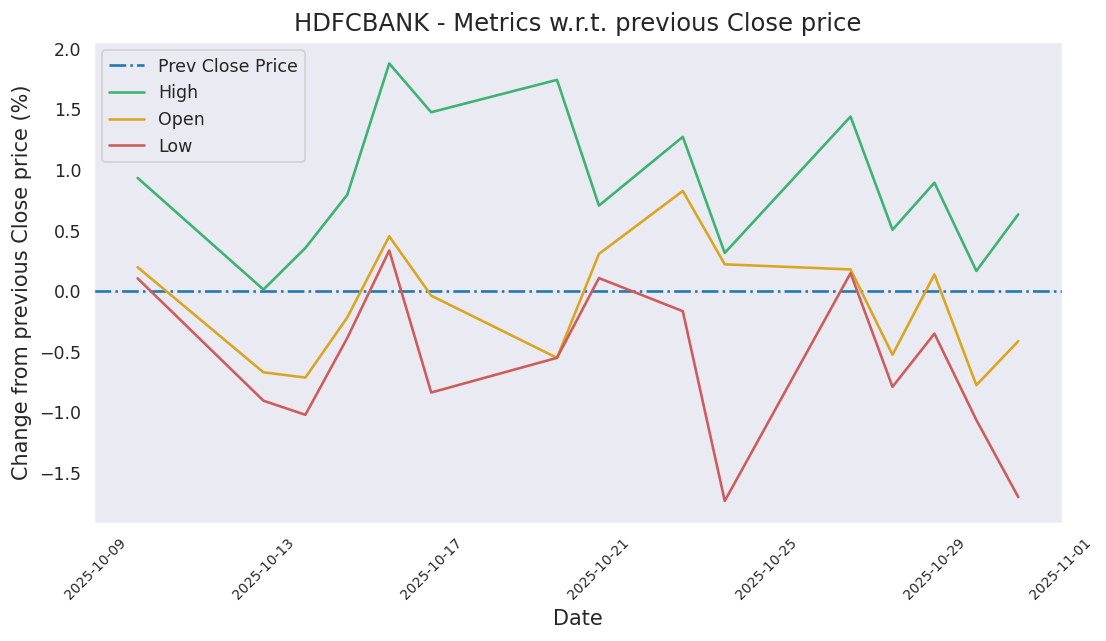 HDFCBANK - Metrics w.r.t. previous Close price
Change from previous Close price (%)
2.0
1.5
1.0
0.5
0.0
−0.5
−1.0
−1.5
Prev Close Price
High
Open
Low
2025-10-09
2025-10-13
2025-10-17
2025-10-21
2025-10-25
2025-10-29
2025-11-01
Date